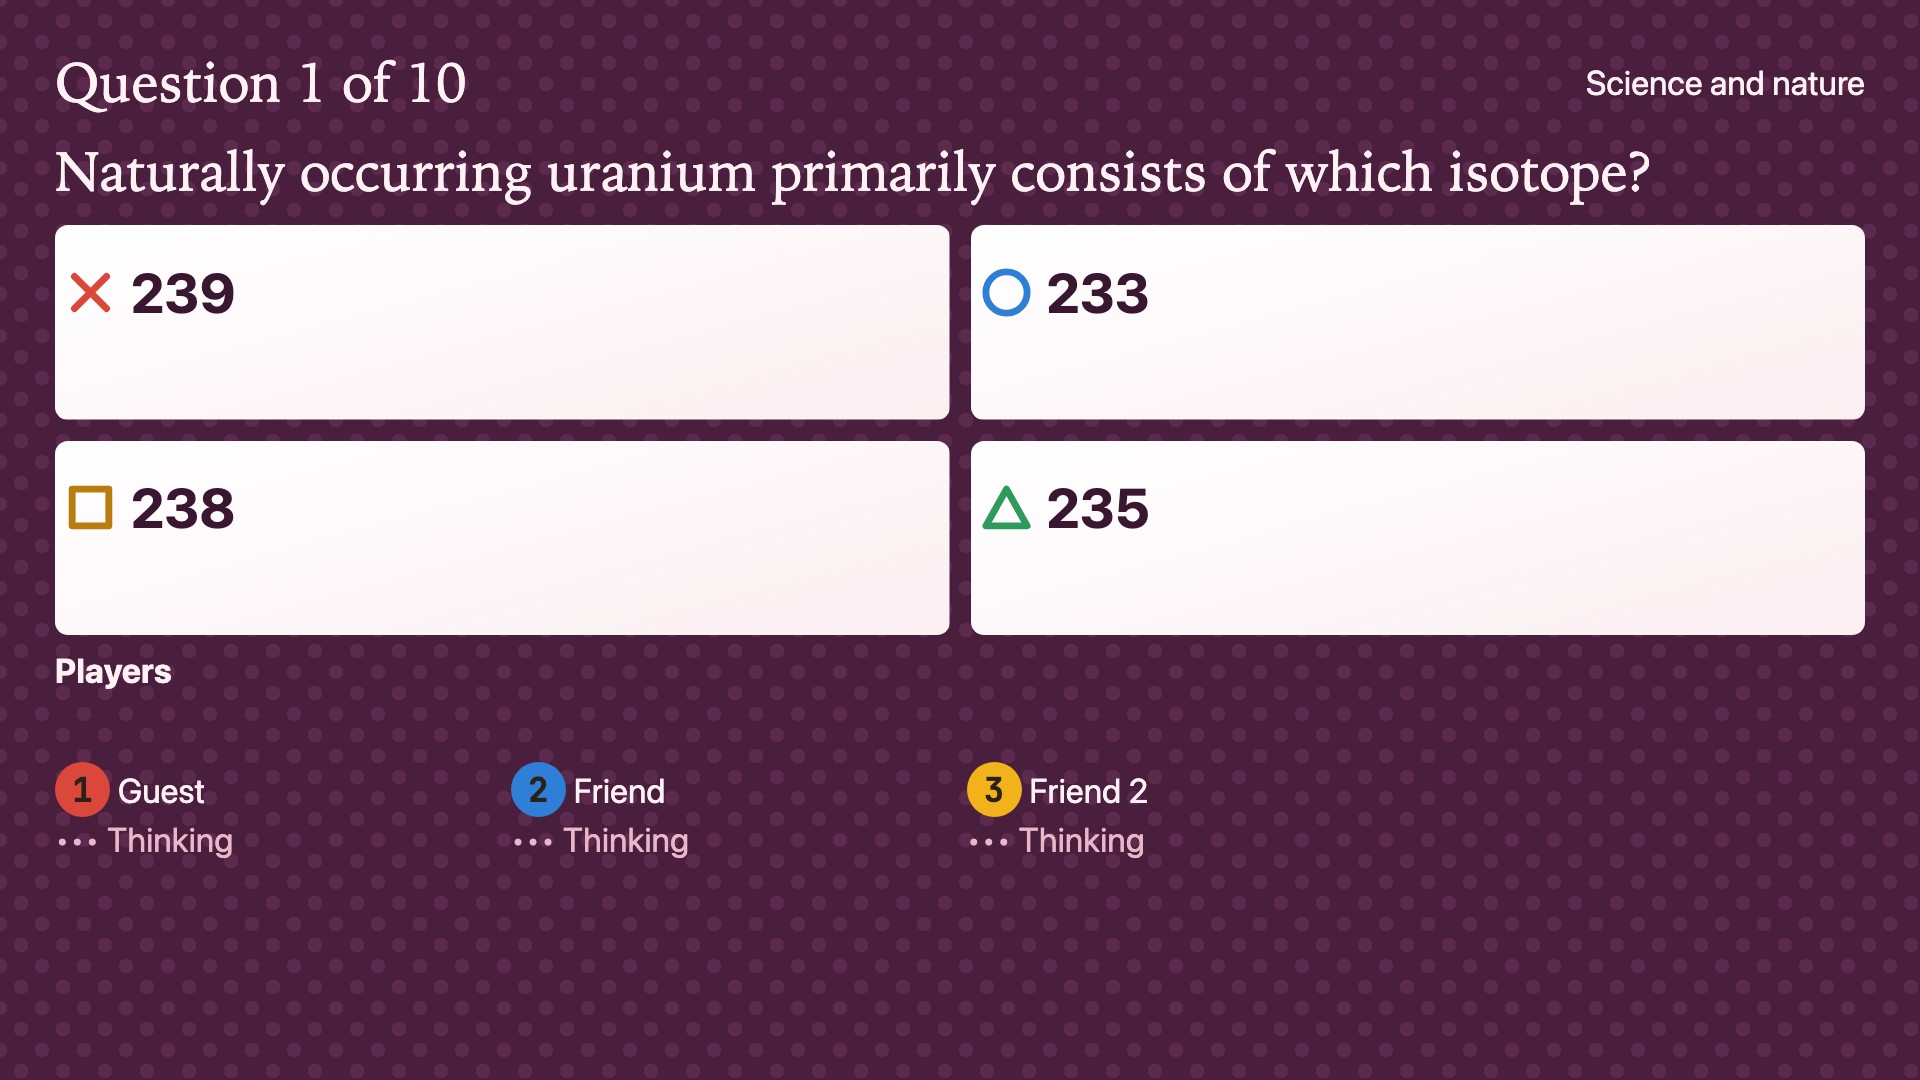 Question 1 of 10
Science and nature
Naturally occurring uranium primarily consists of which isotope?
239
233
238
235
Players
1 Guest
2 Friend
3 Friend 2
··· Thinking
··· Thinking
··· Thinking